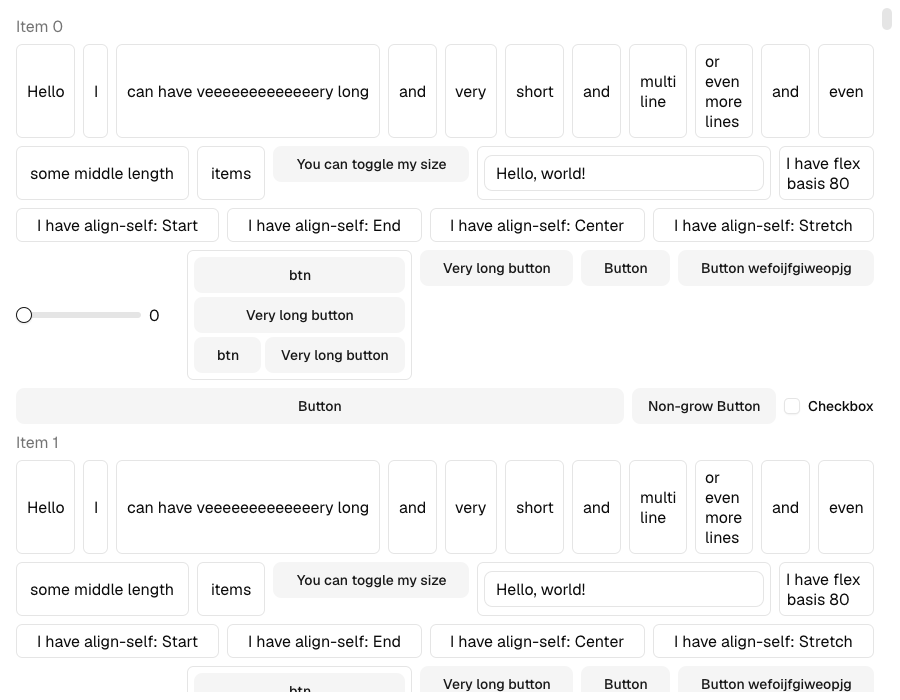 Item 0
Hello I can have veeeeeeeeeeeeery long and very short and multi line or even more lines and even
some middle length items You can toggle my size Hello, world! I have flex basis 80
I have align-self: Start I have align-self: End I have align-self: Center I have align-self: Stretch
0 btn Very long button Button Button wefoijfgiweopjg
Very long button
btn Very long button
Button Non-grow Button Checkbox
Item 1
Hello I can have veeeeeeeeeeeeery long and very short and multi line or even more lines and even
some middle length items You can toggle my size Hello, world! I have flex basis 80
I have align-self: Start I have align-self: End I have align-self: Center I have align-self: Stretch
btn Very long button Button Button wefoijfgiweopjg